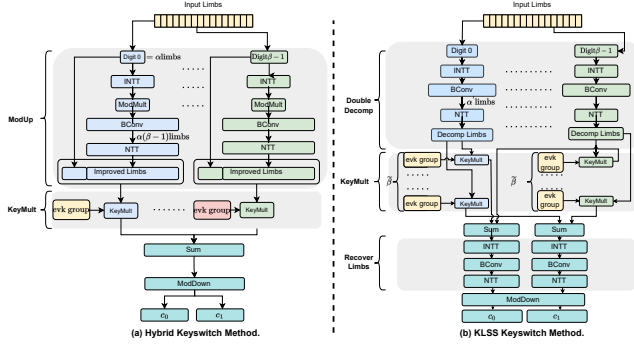 Input Limbs
Digit 0
= αlimbs
Digitβ − 1
INTT
INTT
ModUp
ModMult
ModMult
BConv
BConv
α(β − 1)limbs
NTT
NTT
Improved Limbs
Improved Limbs
KeyMult
evk group
KeyMult
evk group
KeyMult
Sum
ModDown
c₀
c₁
(a) Hybrid Keyswitch Method.
Input Limbs
Digit 0
Digitβ − 1
INTT
INTT
BConv
BConv
Double
Decomp
α limbs
NTT
NTT
Decomp Limbs
Decomp Limbs
evk group
KeyMult
evk
group
KeyMult
KeyMult
β̃
β̃
evk group
KeyMult
evk
group
KeyMult
Sum
Sum
INTT
INTT
Recover
Limbs
BConv
BConv
NTT
NTT
ModDown
c₀
c₁
(b) KLSS Keyswitch Method.